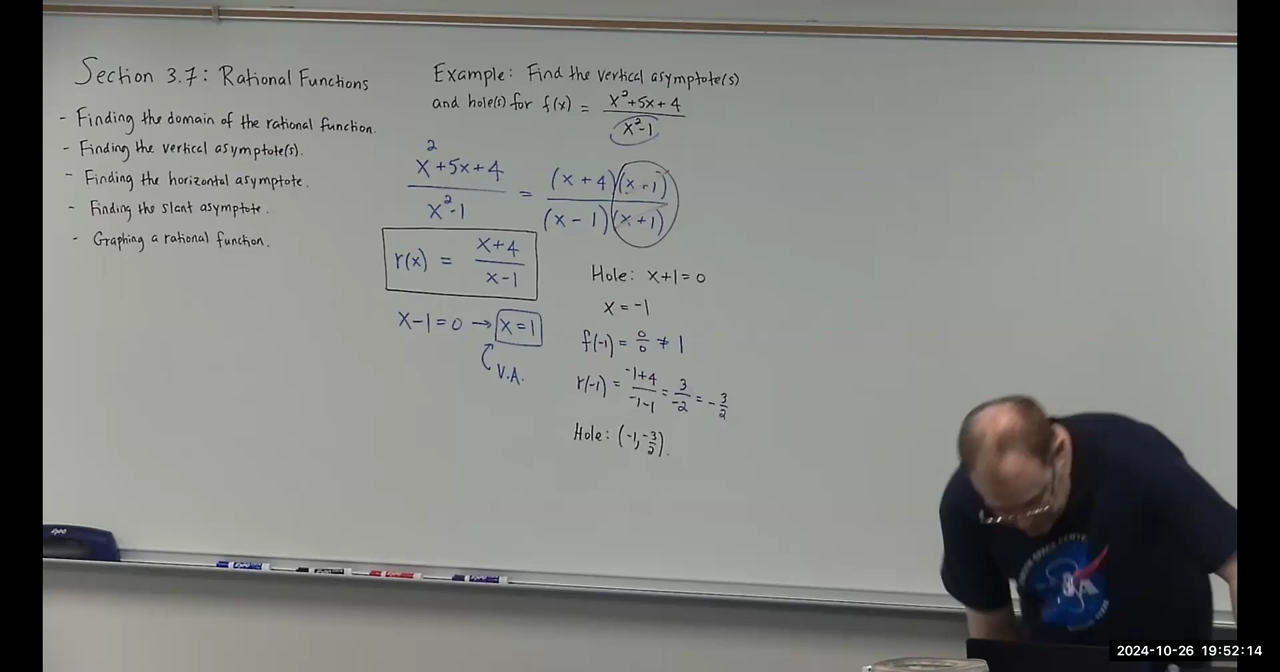 Section 3.7: Rational Functions
- Finding the domain of the rational function.
- Finding the vertical asymptote(s).
- Finding the horizontal asymptote.
- Finding the slant asymptote.
- Graphing a rational function.
Example: Find the vertical asymptote(s)
and hole(s) for f(x) = (x²+5x+4)/(x²-1)
(x²+5x+4)/(x²-1) = ((x+4)(x+1))/((x-1)(x+1))
r(x) = (x+4)/(x-1)
x-1=0 → x=1
V.A.
Hole: x+1=0
x=-1
f(-1) = 0/0 ≠ 1
r(-1) = (-1+4)/(-1-1) = 3/-2 = -3/2
Hole: (-1, -3/2).
expo
2024-10-26 19:52:14